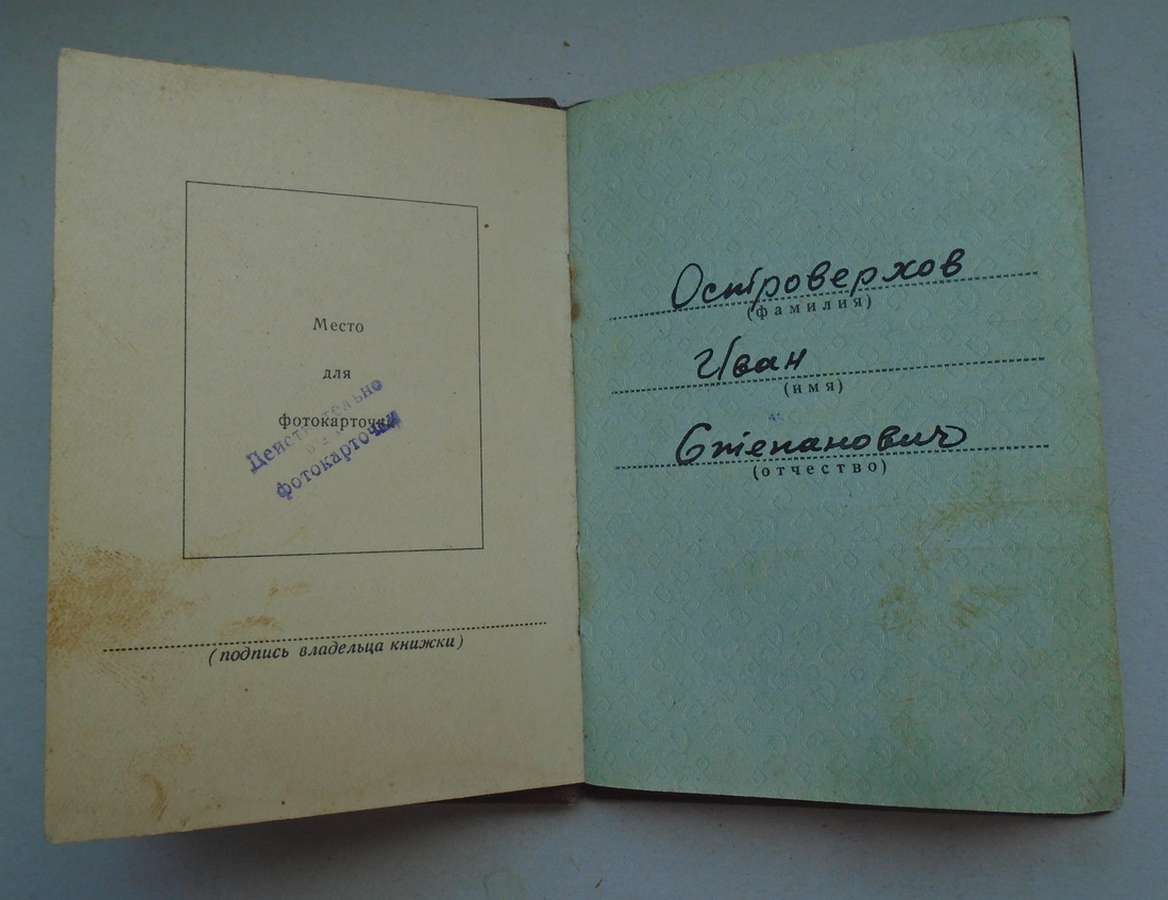 Место
для
фотокарточки
Действительно
фотокарточки
(подпись владельца книжки)
Островерхов
(фамилия)
Иван
(имя)
Степанович
(отчество)